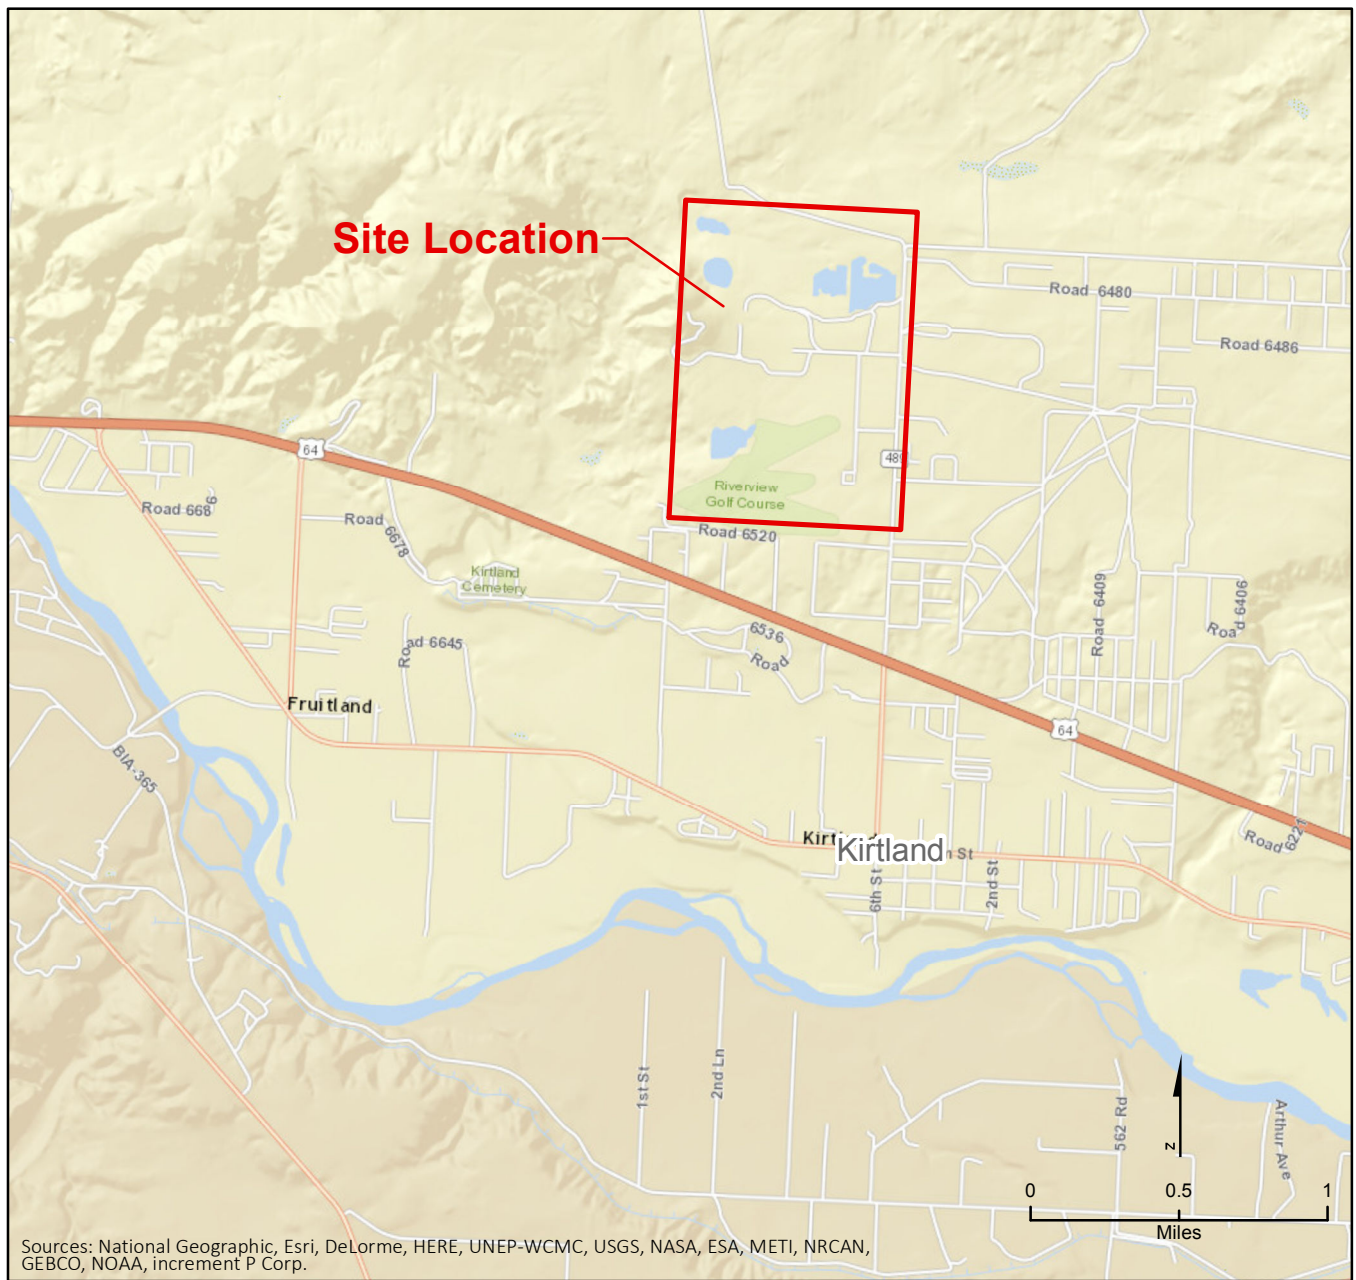 Site Location
Road 6480
Road 6486
64
489
Riverview
Golf Course
Road 668
6
Road 6678
Road 6520
Kirtland
Cemetery
Road 6409
Road 6406
6536
Road
Road 6645
Fruitland
64
BIA-365
Kirtland
Road 6221
6th St
2nd St
1st St
2nd Ln
562 Rd
Arthur Ave
z
0 0.5 1
Miles
Sources: National Geographic, Esri, DeLorme, HERE, UNEP-WCMC, USGS, NASA, ESA, METI, NRCAN,
GEBCO, NOAA, increment P Corp.